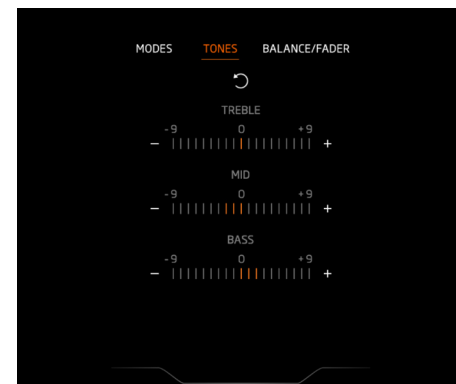 MODES TONES BALANCE/FADER
TREBLE
-9 0 +9
- +
MID
-9 0 +9
- +
BASS
-9 0 +9
- +